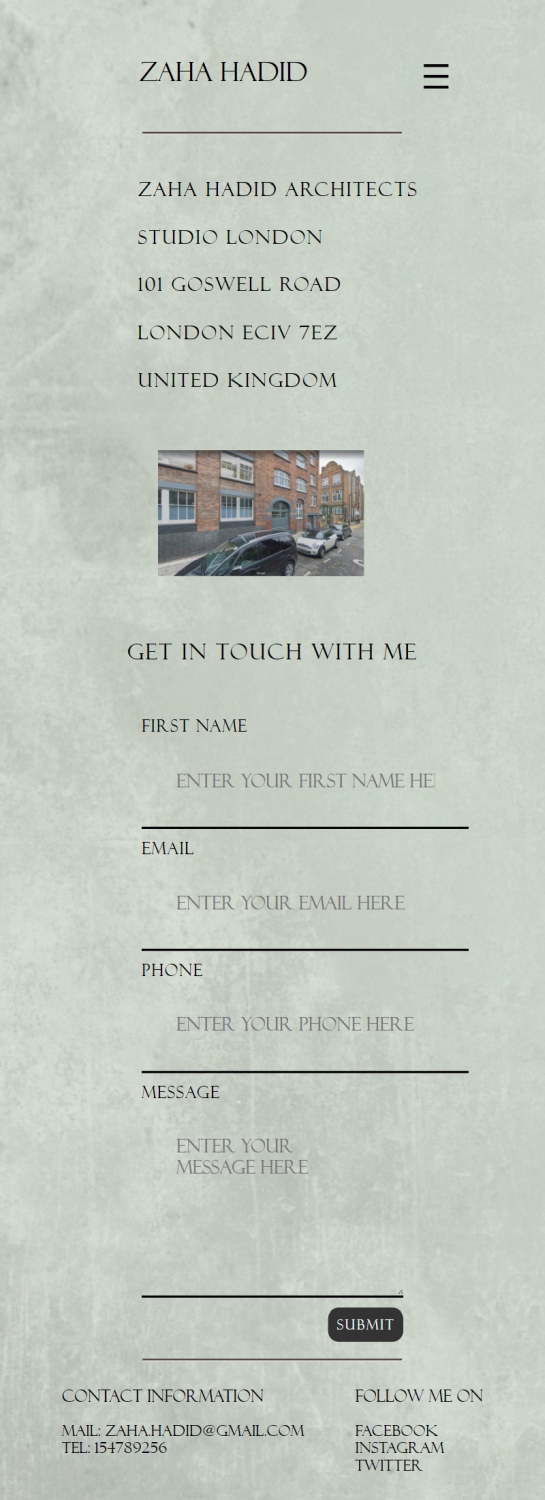 ZAHA HADID
ZAHA HADID ARCHITECTS
STUDIO LONDON
101 GOSWELL ROAD
LONDON EC1V 7EZ
UNITED KINGDOM
GET IN TOUCH WITH ME
FIRST NAME
ENTER YOUR FIRST NAME HE
EMAIL
ENTER YOUR EMAIL HERE
PHONE
ENTER YOUR PHONE HERE
MESSAGE
ENTER YOUR
MESSAGE HERE
SUBMIT
CONTACT INFORMATION
MAIL: ZAHA.HADID@GMAIL.COM
TEL: 154789256
FOLLOW ME ON
FACEBOOK
INSTAGRAM
TWITTER